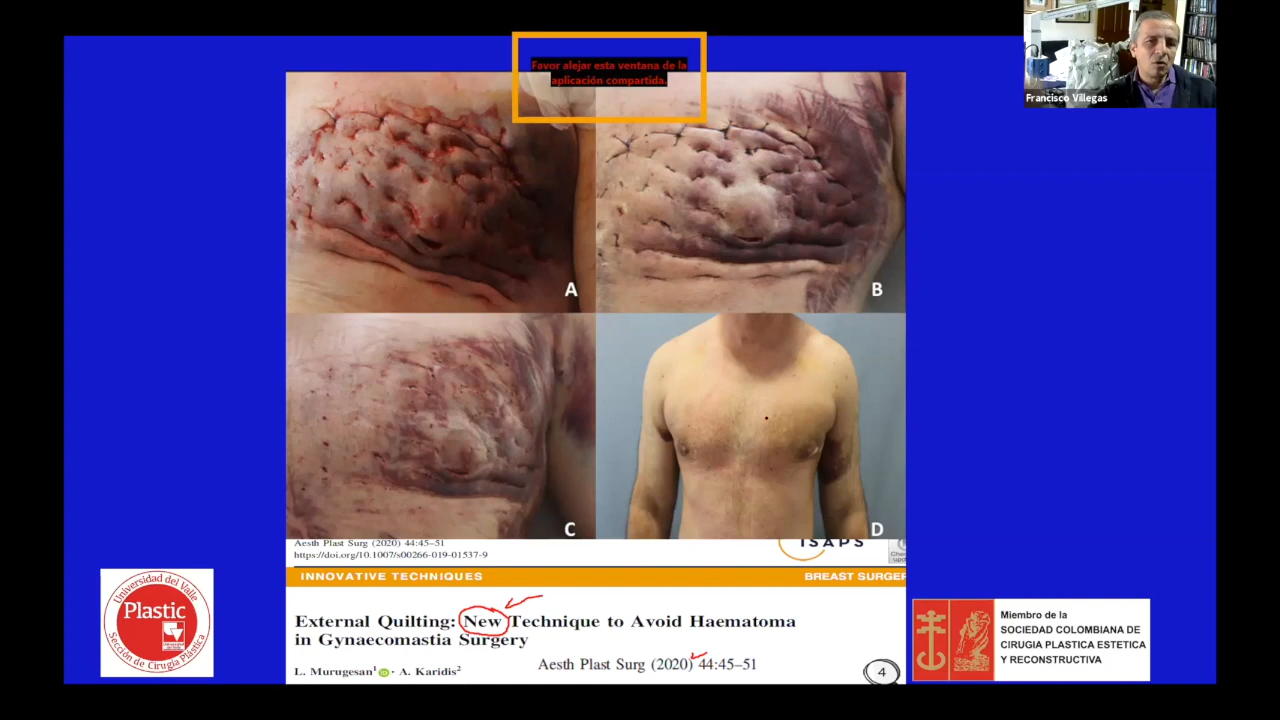 Favor alejar esta ventana de la
aplicación compartida.
Francisco Villegas
A
B
C
D
Aesth Plast Surg (2020) 44:45–51
https://doi.org/10.1007/s00266-019-01537-9
ISAPS
INNOVATIVE TECHNIQUES
BREAST SURGER
External Quilting: New Technique to Avoid Haematoma
in Gynaecomastia Surgery
Aesth Plast Surg (2020) 44:45–51
L. Murugesan¹ · A. Karidis²
4
Universidad del Valle
Plastic
Sección de Cirugía Plástica
Miembro de la
SOCIEDAD COLOMBIANA DE
CIRUGIA PLASTICA ESTETICA
Y RECONSTRUCTIVA